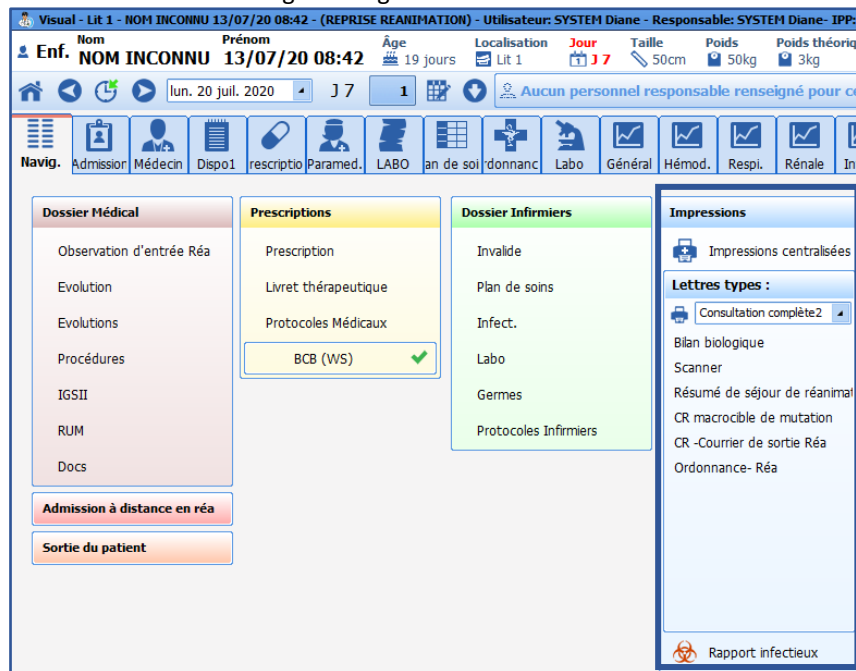 Visual - Lit 1 - NOM INCONNU 13/07/20 08:42 - (REPRISE REANIMATION) - Utilisateur: SYSTEM Diane - Responsable: SYSTEM Diane- IPP:
Nom Prénom Âge Localisation Jour Taille Poids Poids théoriq
Enf. NOM INCONNU 13/07/20 08:42 19 jours Lit 1 J 7 50cm 50kg 3kg
lun. 20 juil. 2020 J 7 1 Aucun personnel responsable renseigné pour ce
Navig. Admission Médecin Dispo1 rescriptio Paramed. LABO an de soi rdonnanc Labo Général Hémod. Respi. Rénale In
Dossier Médical
Observation d'entrée Réa
Evolution
Evolutions
Procédures
IGSII
RUM
Docs
Admission à distance en réa
Sortie du patient
Prescriptions
Prescription
Livret thérapeutique
Protocoles Médicaux
BCB (WS)
Dossier Infirmiers
Invalide
Plan de soins
Infect.
Labo
Germes
Protocoles Infirmiers
Impressions
Impressions centralisées
Lettres types :
Consultation complète2
Bilan biologique
Scanner
Résumé de séjour de réanimat
CR macrocible de mutation
CR -Courrier de sortie Réa
Ordonnance- Réa
Rapport infectieux